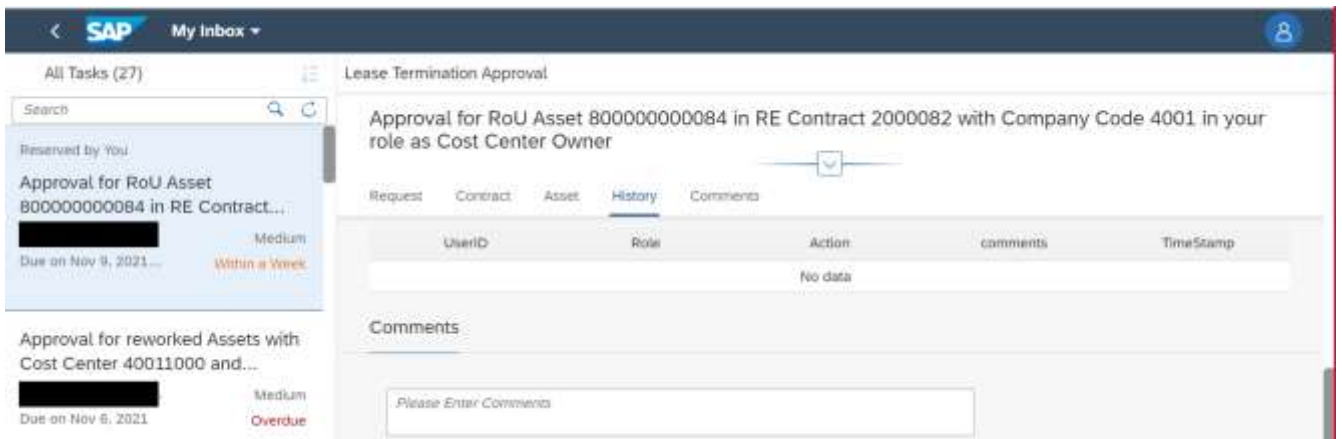 SAP My Inbox
All Tasks (27)
Search
Reserved by You
Approval for RoU Asset
800000000084 in RE Contract...
Medium
Due on Nov 9, 2021...
Within a Week
Approval for reworked Assets with
Cost Center 40011000 and...
Medium
Due on Nov 6, 2021
Overdue
Lease Termination Approval
Approval for RoU Asset 800000000084 in RE Contract 2000082 with Company Code 4001 in your
role as Cost Center Owner
Request Contract Asset History Comments
UserID Role Action comments TimeStamp
No data
Comments
Please Enter Comments